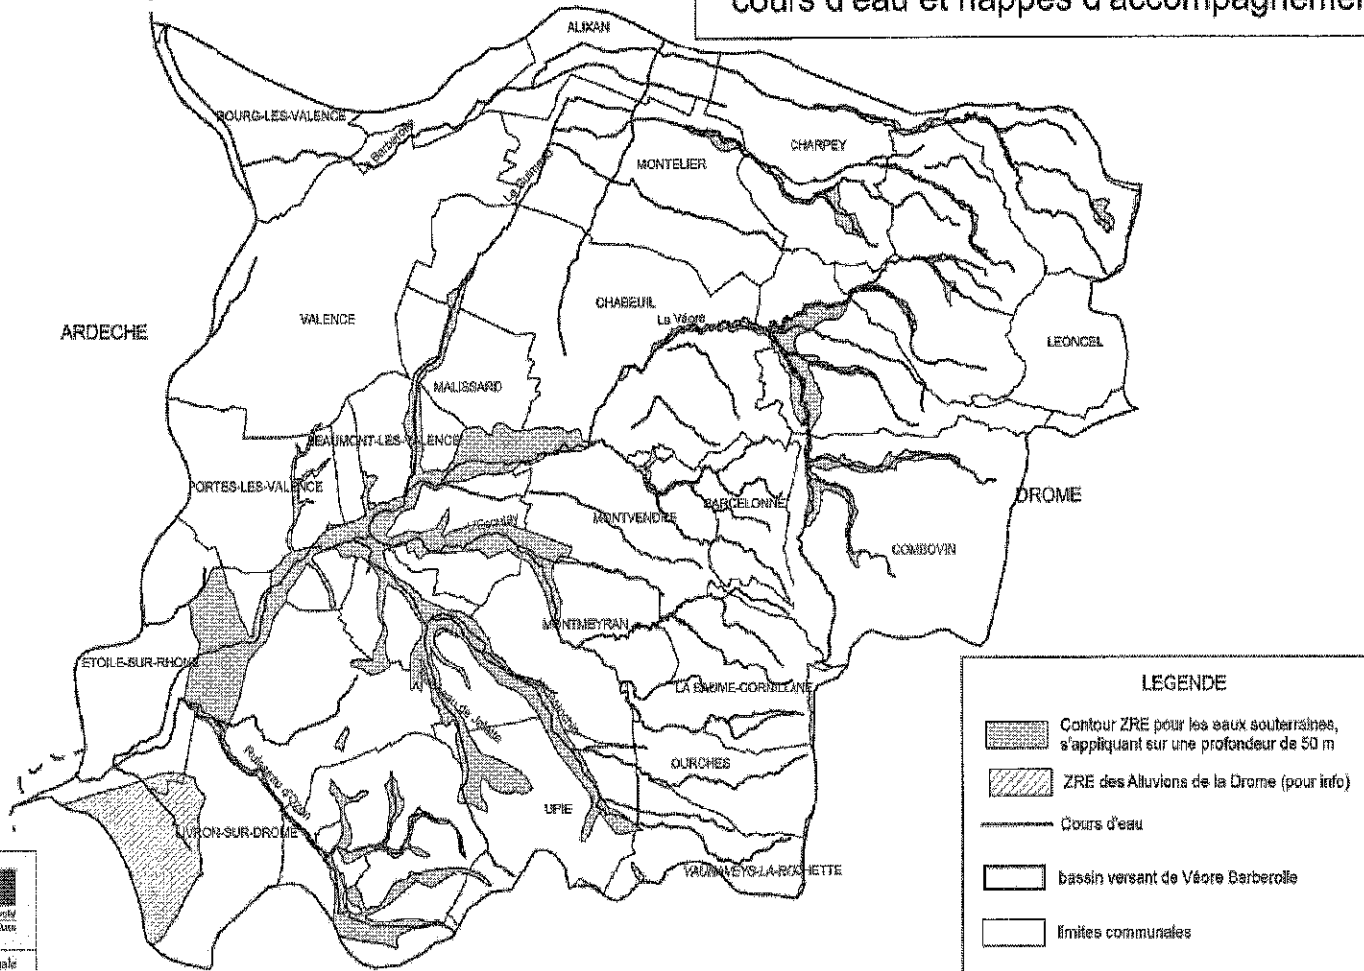 cours d'eau et nappes d'accompagnemen
ALIXAN
BOURG-LES-VALENCE
La Barberolle
CHARPEY
MONTELIER
La Guimand
ARDECHE
VALENCE
CHABEUIL
La Véore
LEONCEL
MALISSARD
BEAUMONT-LES-VALENCE
PORTES-LES-VALENCE
BARCELONNE
DROME
MONTVENDRE
COMBOVIN
MONTMEYRAN
ETOILE-SUR-RHONE
LA BAUME-CORNILLANE
OURCHES
UPIE
LIVRON-SUR-DROME
VAUNAVEYS-LA-ROCHETTE
LEGENDE
Contour ZRE pour les eaux souterraines,
s'appliquant sur une profondeur de 50 m
ZRE des Alluvions de la Drome (pour info)
Cours d'eau
bassin versant de Véore Barberolle
limites communales